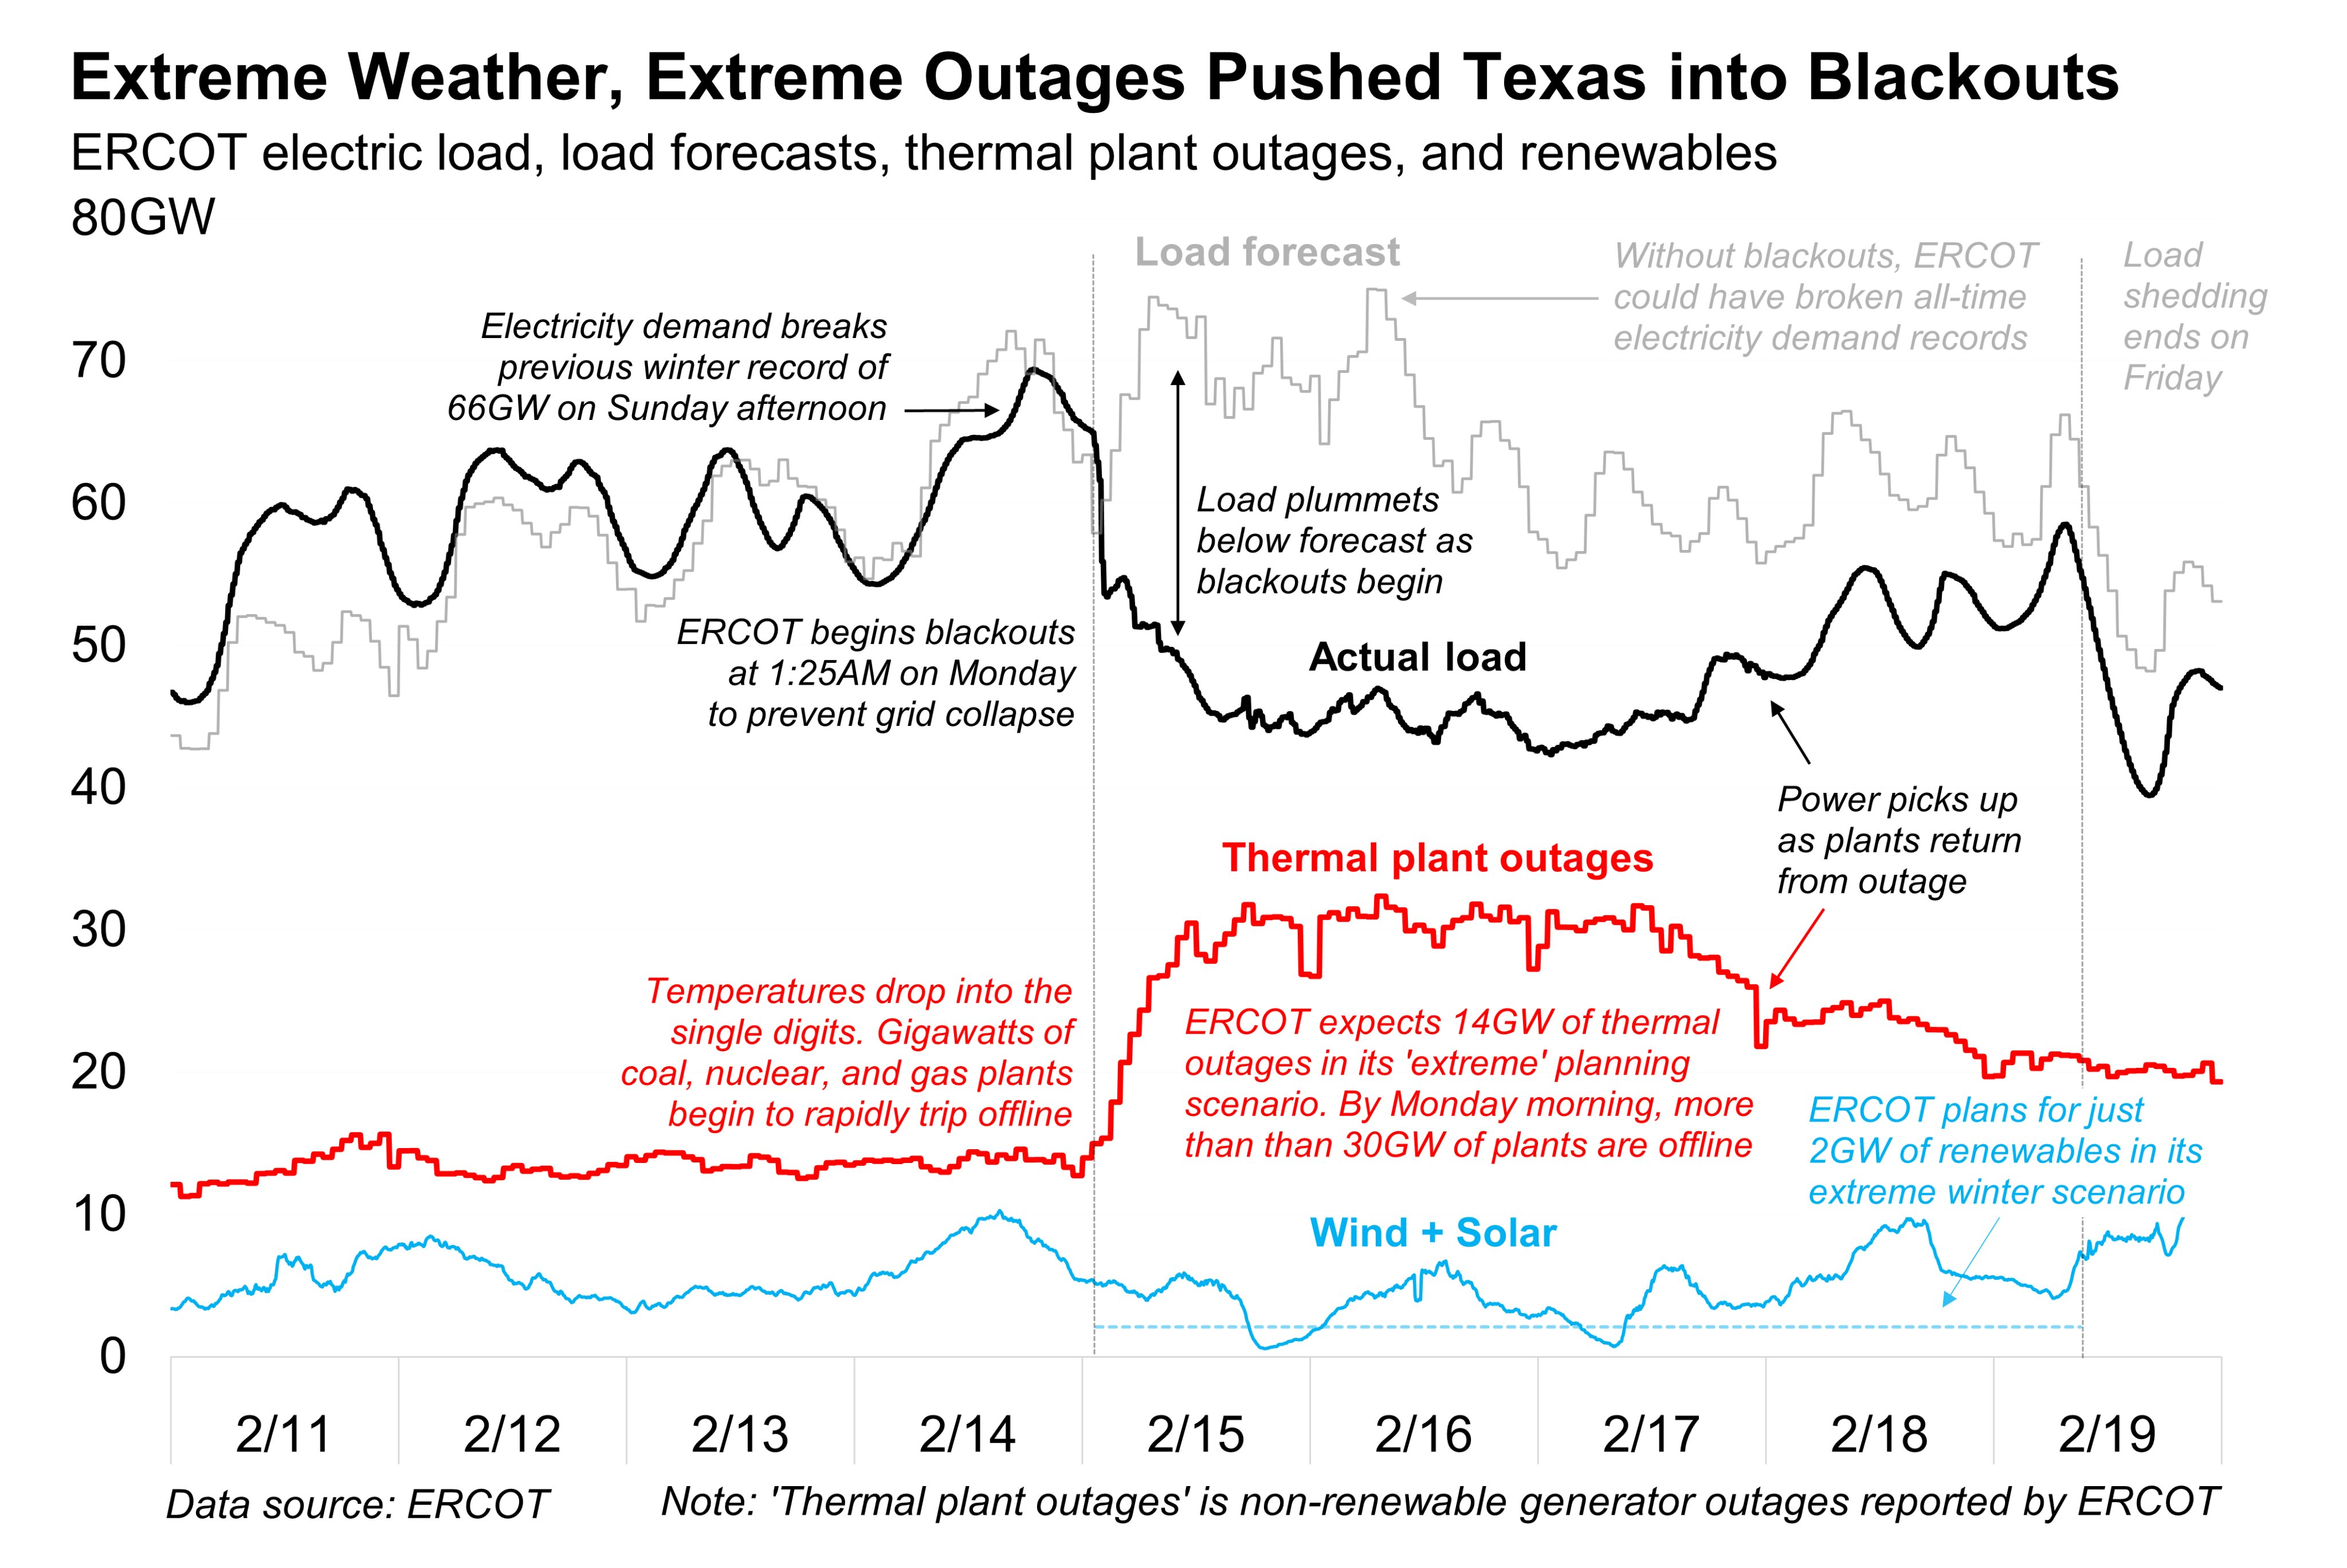 Extreme Weather, Extreme Outages Pushed Texas into Blackouts
ERCOT electric load, load forecasts, thermal plant outages, and renewables
80GW
70
60
50
40
30
20
10
0
Electricity demand breaks
previous winter record of
66GW on Sunday afternoon
Load forecast
Without blackouts, ERCOT
could have broken all-time
electricity demand records
Load
shedding
ends on
Friday
Load plummets
below forecast as
blackouts begin
ERCOT begins blackouts
at 1:25AM on Monday
to prevent grid collapse
Actual load
Power picks up
as plants return
from outage
Thermal plant outages
Temperatures drop into the
single digits. Gigawatts of
coal, nuclear, and gas plants
begin to rapidly trip offline
ERCOT expects 14GW of thermal
outages in its 'extreme' planning
scenario. By Monday morning, more
than than 30GW of plants are offline
ERCOT plans for just
2GW of renewables in its
extreme winter scenario
Wind + Solar
2/11 2/12 2/13 2/14 2/15 2/16 2/17 2/18 2/19
Data source: ERCOT
Note: 'Thermal plant outages' is non-renewable generator outages reported by ERCOT